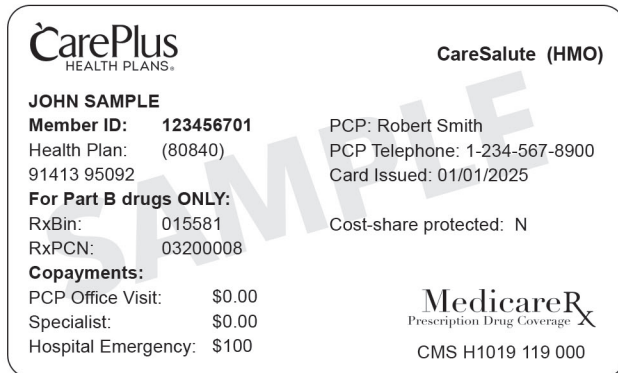 CarePlus
HEALTH PLANS®
CareSalute (HMO)
JOHN SAMPLE
Member ID: 123456701
Health Plan: (80840)
91413 95092
For Part B drugs ONLY:
RxBin: 015581
RxPCN: 03200008
Copayments:
PCP Office Visit: $0.00
Specialist: $0.00
Hospital Emergency: $100
PCP: Robert Smith
PCP Telephone: 1-234-567-8900
Card Issued: 01/01/2025
Cost-share protected: N
MedicareRx
Prescription Drug Coverage
CMS H1019 119 000
SAMPLE